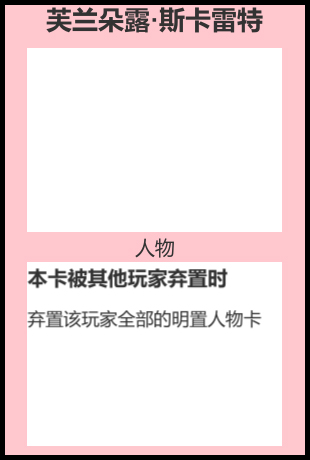 芙兰朵露·斯卡雷特
人物
本卡被其他玩家弃置时
弃置该玩家全部的明置人物卡